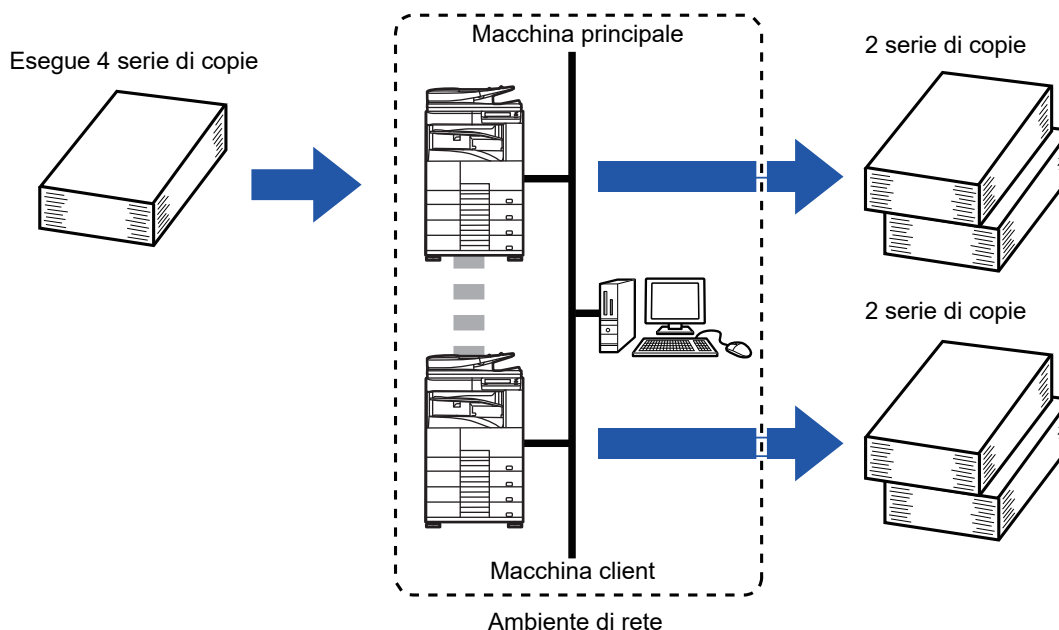 Esegue 4 serie di copie
Macchina principale
2 serie di copie
2 serie di copie
Macchina client
Ambiente di rete